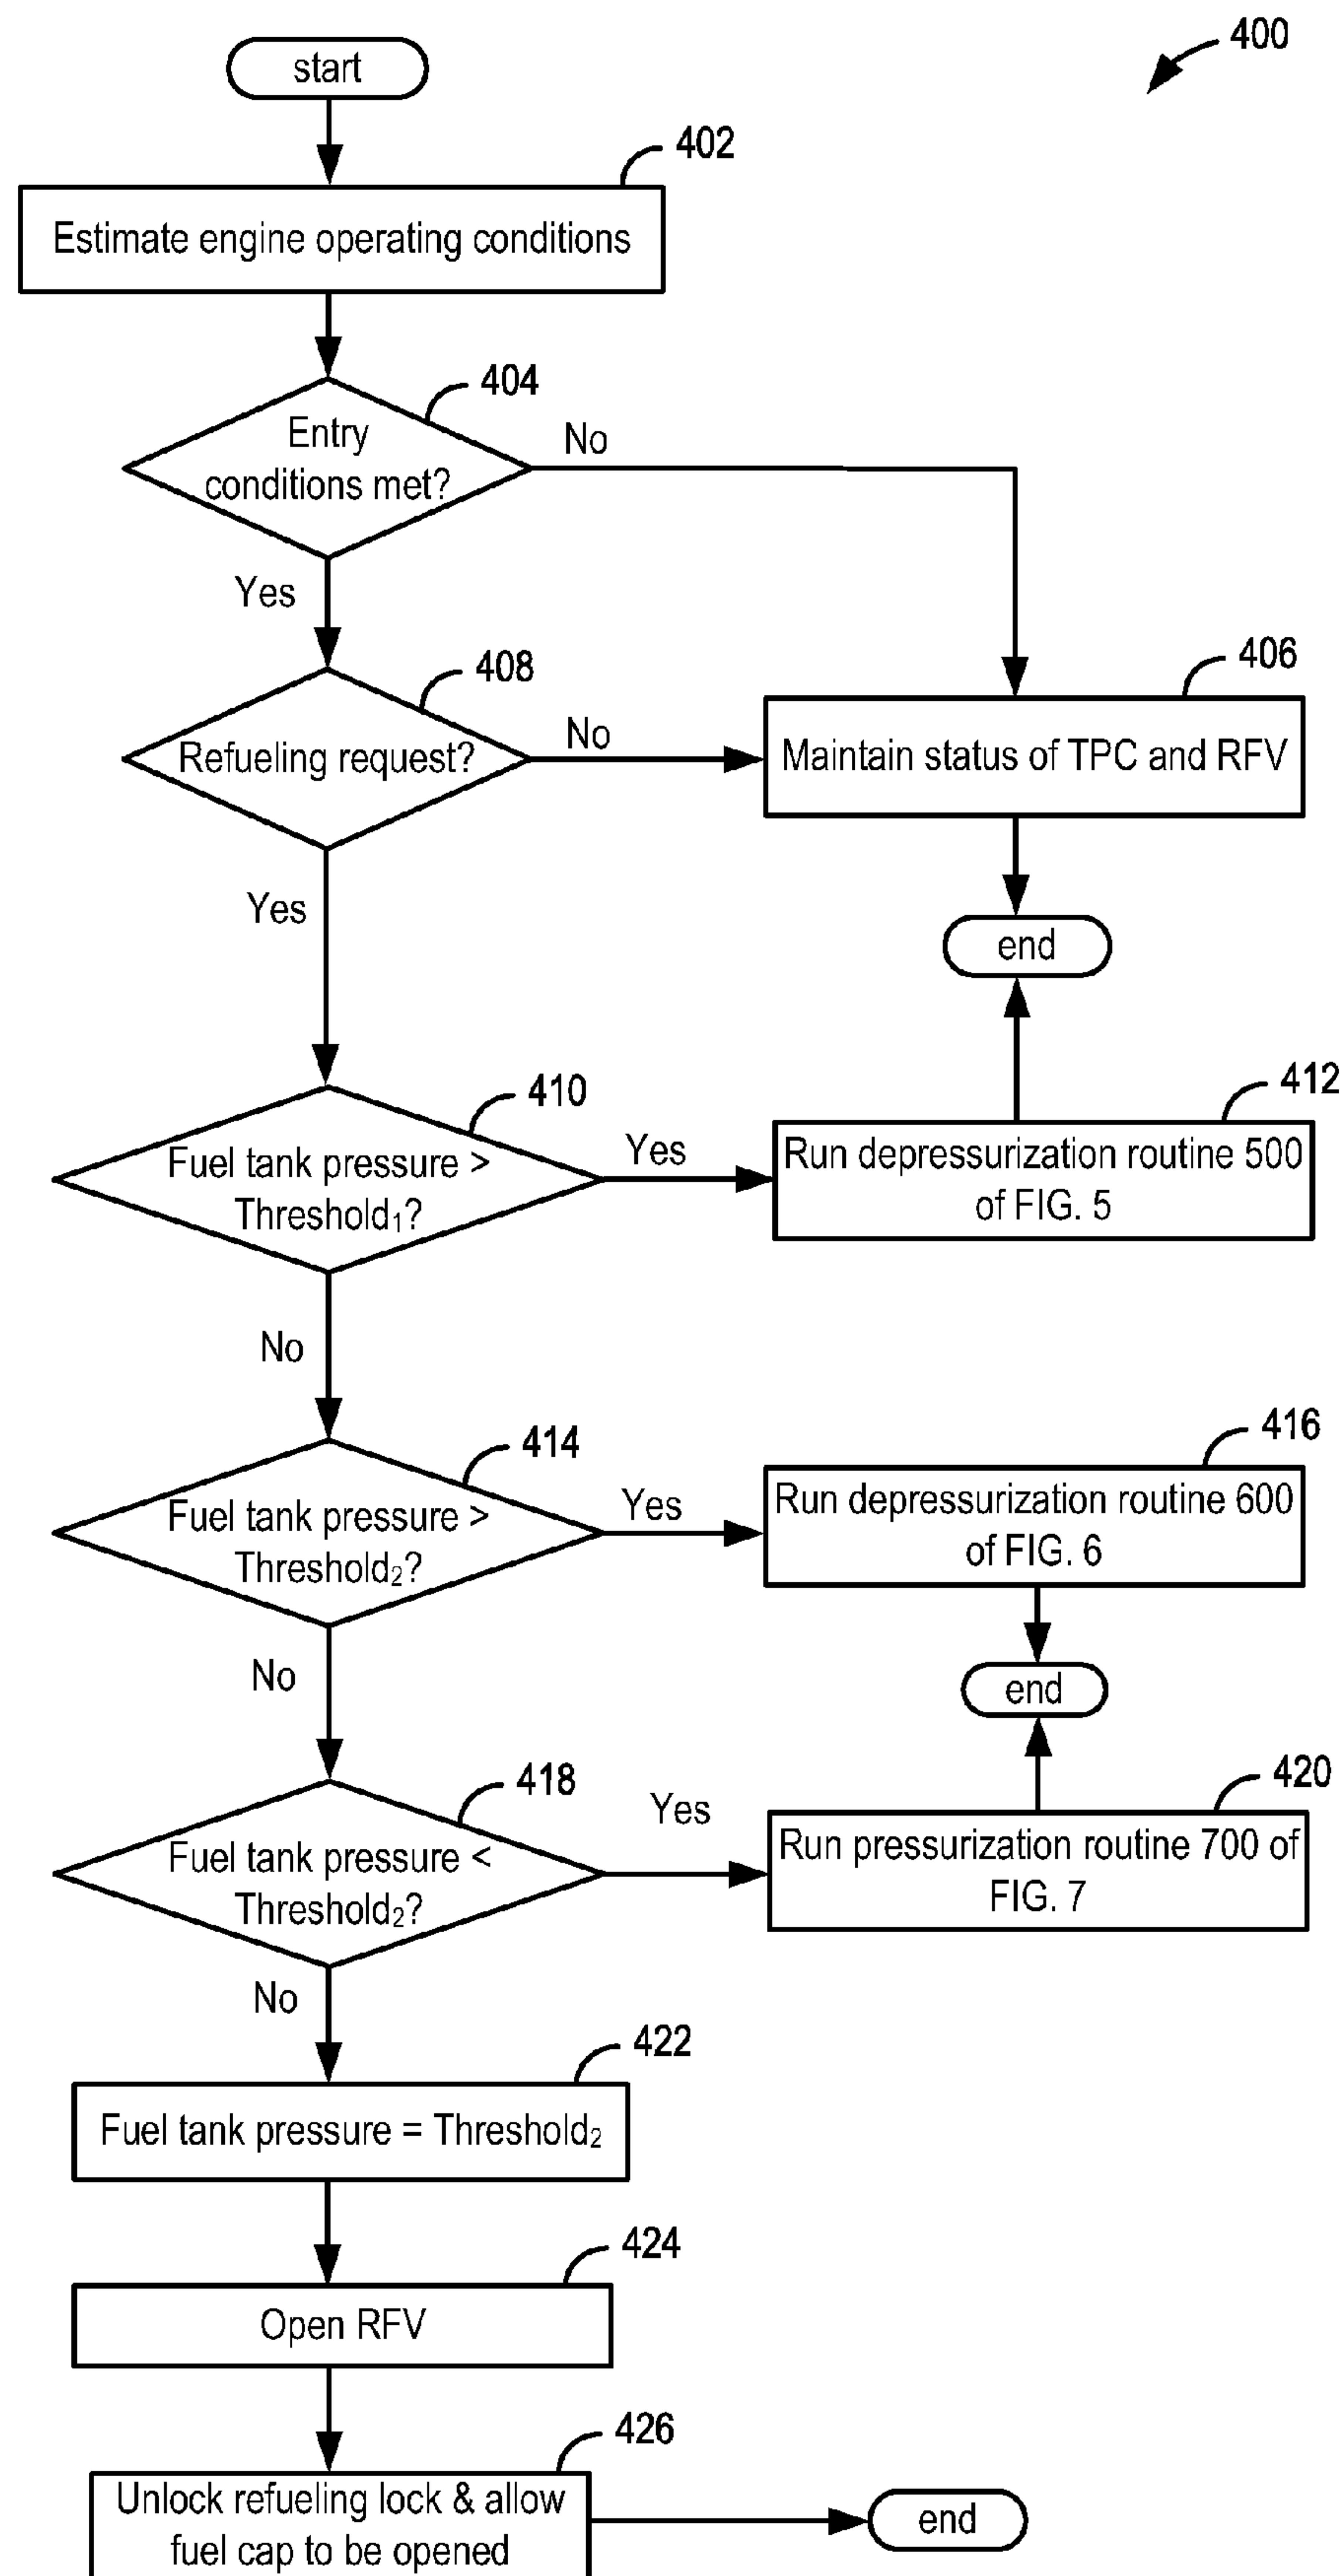 400
start
402
Estimate engine operating conditions
404
Entry
conditions met?
No
Yes
408
Refueling request?
No
406
Maintain status of TPC and RFV
Yes
end
410
Fuel tank pressure >
Threshold₁?
Yes
412
Run depressurization routine 500
of FIG. 5
No
414
Fuel tank pressure >
Threshold₂?
Yes
416
Run depressurization routine 600
of FIG. 6
No
end
418
Fuel tank pressure <
Threshold₂?
Yes
420
Run pressurization routine 700 of
FIG. 7
No
422
Fuel tank pressure = Threshold₂
424
Open RFV
426
Unlock refueling lock & allow
fuel cap to be opened
end